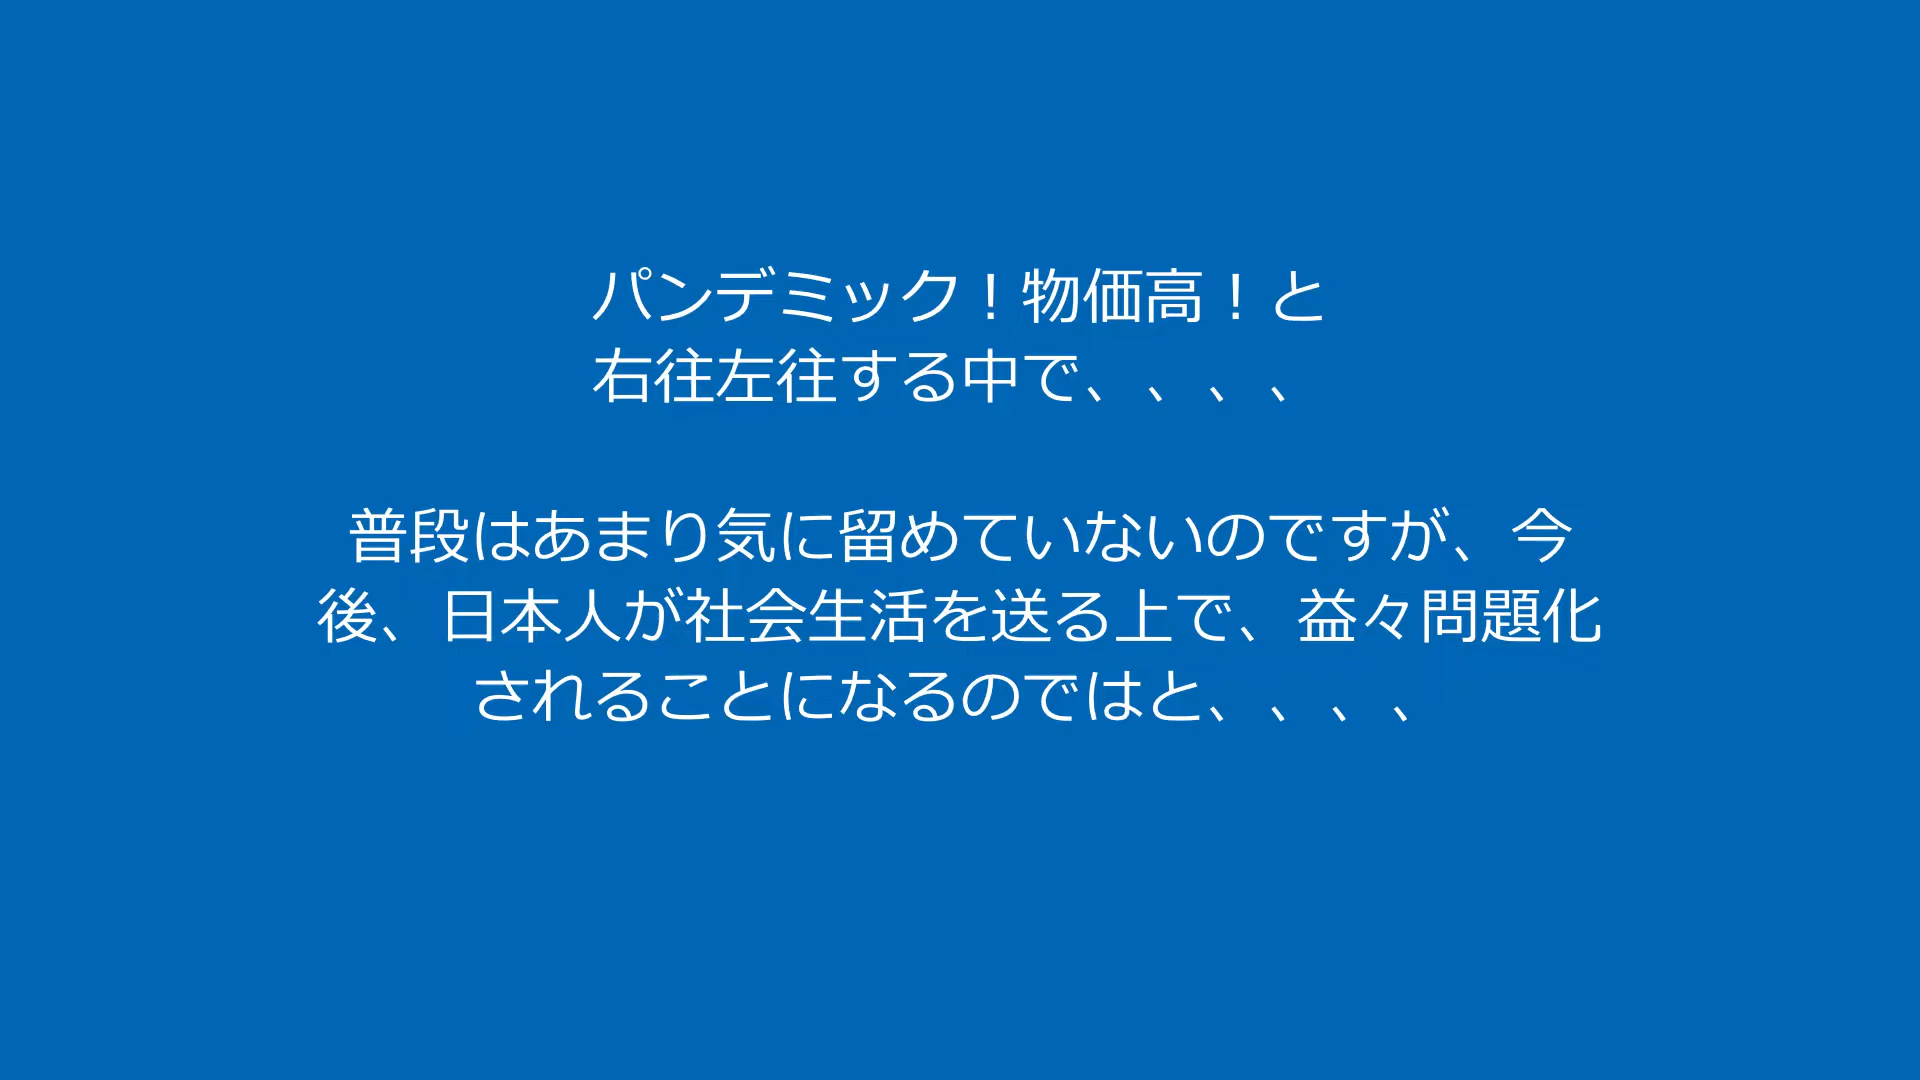 パンデミック！物価高！と
右往左往する中で、、、、
普段はあまり気に留めていないのですが、今
後、日本人が社会生活を送る上で、益々問題化
されることになるのではと、、、、